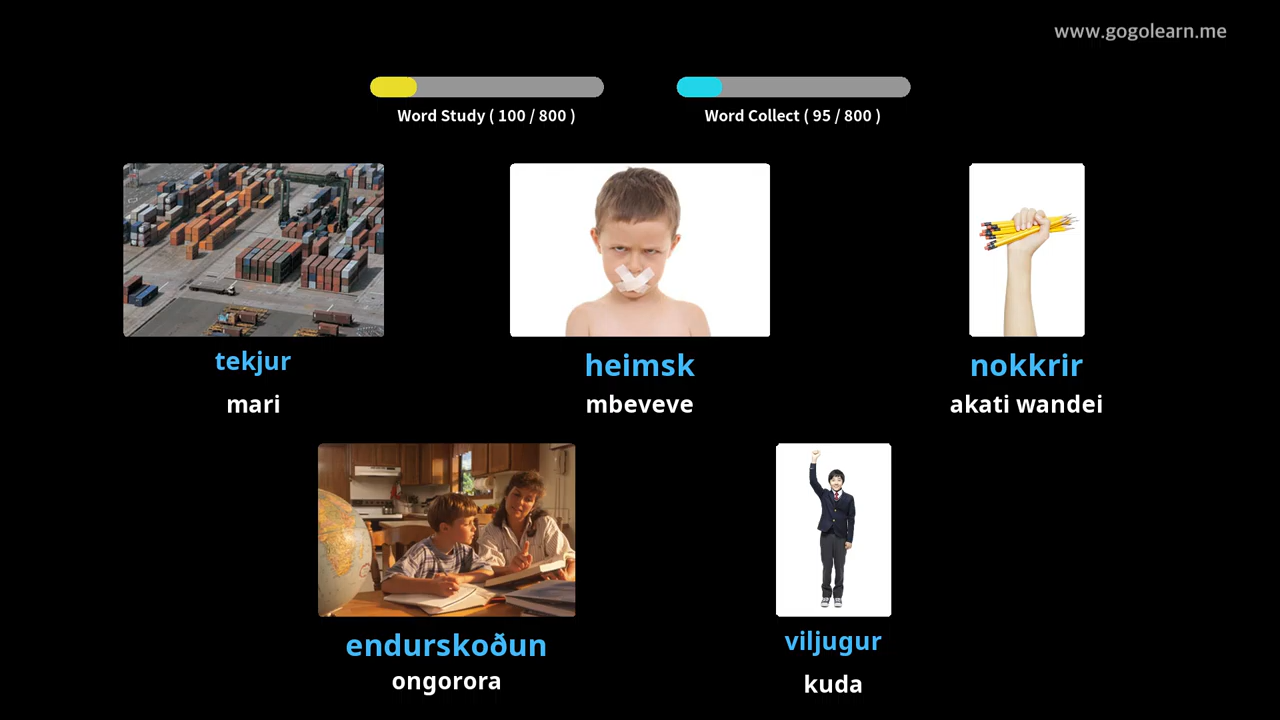 www.gogolearn.me
Word Study ( 100 / 800 )
Word Collect ( 95 / 800 )
tekjur
mari
heimsk
mbeveve
nokkrir
akati wandei
endurskoðun
ongorora
viljugur
kuda